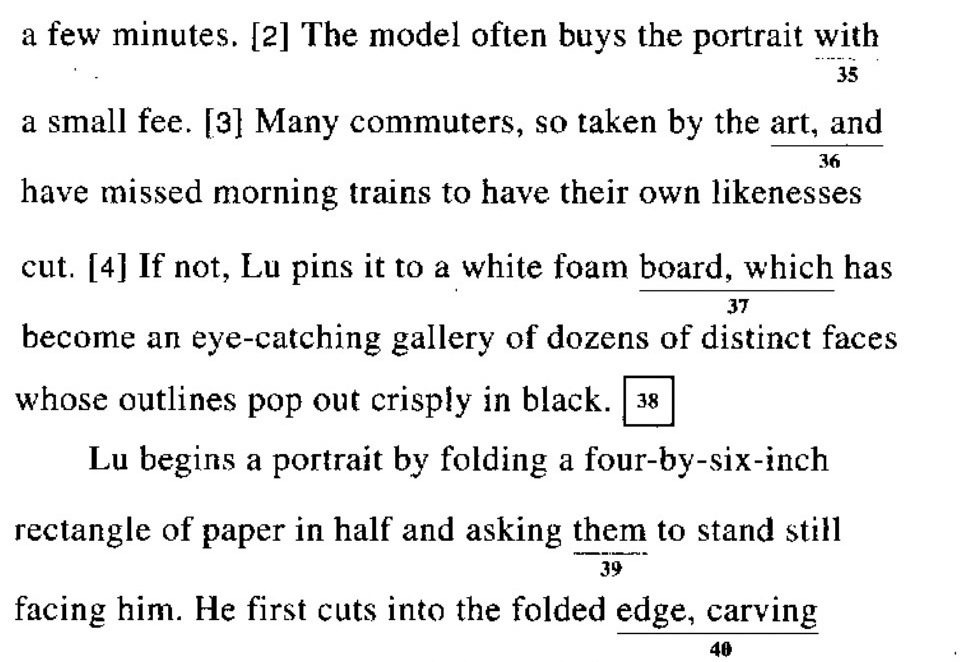 a few minutes. [2] The model often buys the portrait with
35
a small fee. [3] Many commuters, so taken by the art, and
36
have missed morning trains to have their own likenesses
cut. [4] If not, Lu pins it to a white foam board, which has
37
become an eye-catching gallery of dozens of distinct faces
whose outlines pop out crisply in black. 38
Lu begins a portrait by folding a four-by-six-inch
rectangle of paper in half and asking them to stand still
39
facing him. He first cuts into the folded edge, carving
40